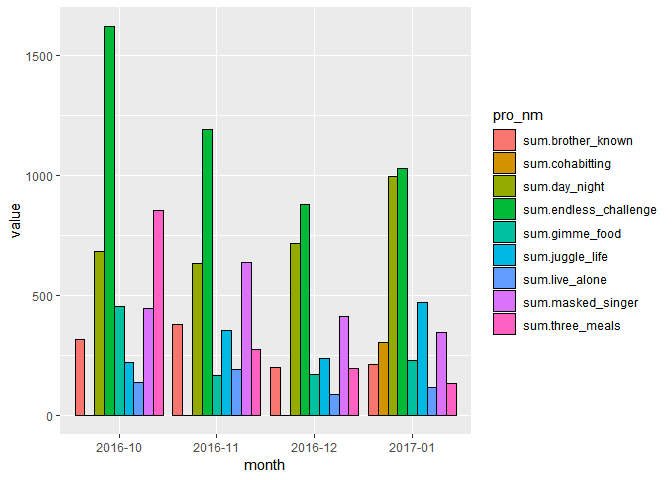 1500
1000
500
0
value
2016-10
2016-11
2016-12
2017-01
month
pro_nm
sum.brother_known
sum.cohabitting
sum.day_night
sum.endless_challenge
sum.gimme_food
sum.juggle_life
sum.live_alone
sum.masked_singer
sum.three_meals